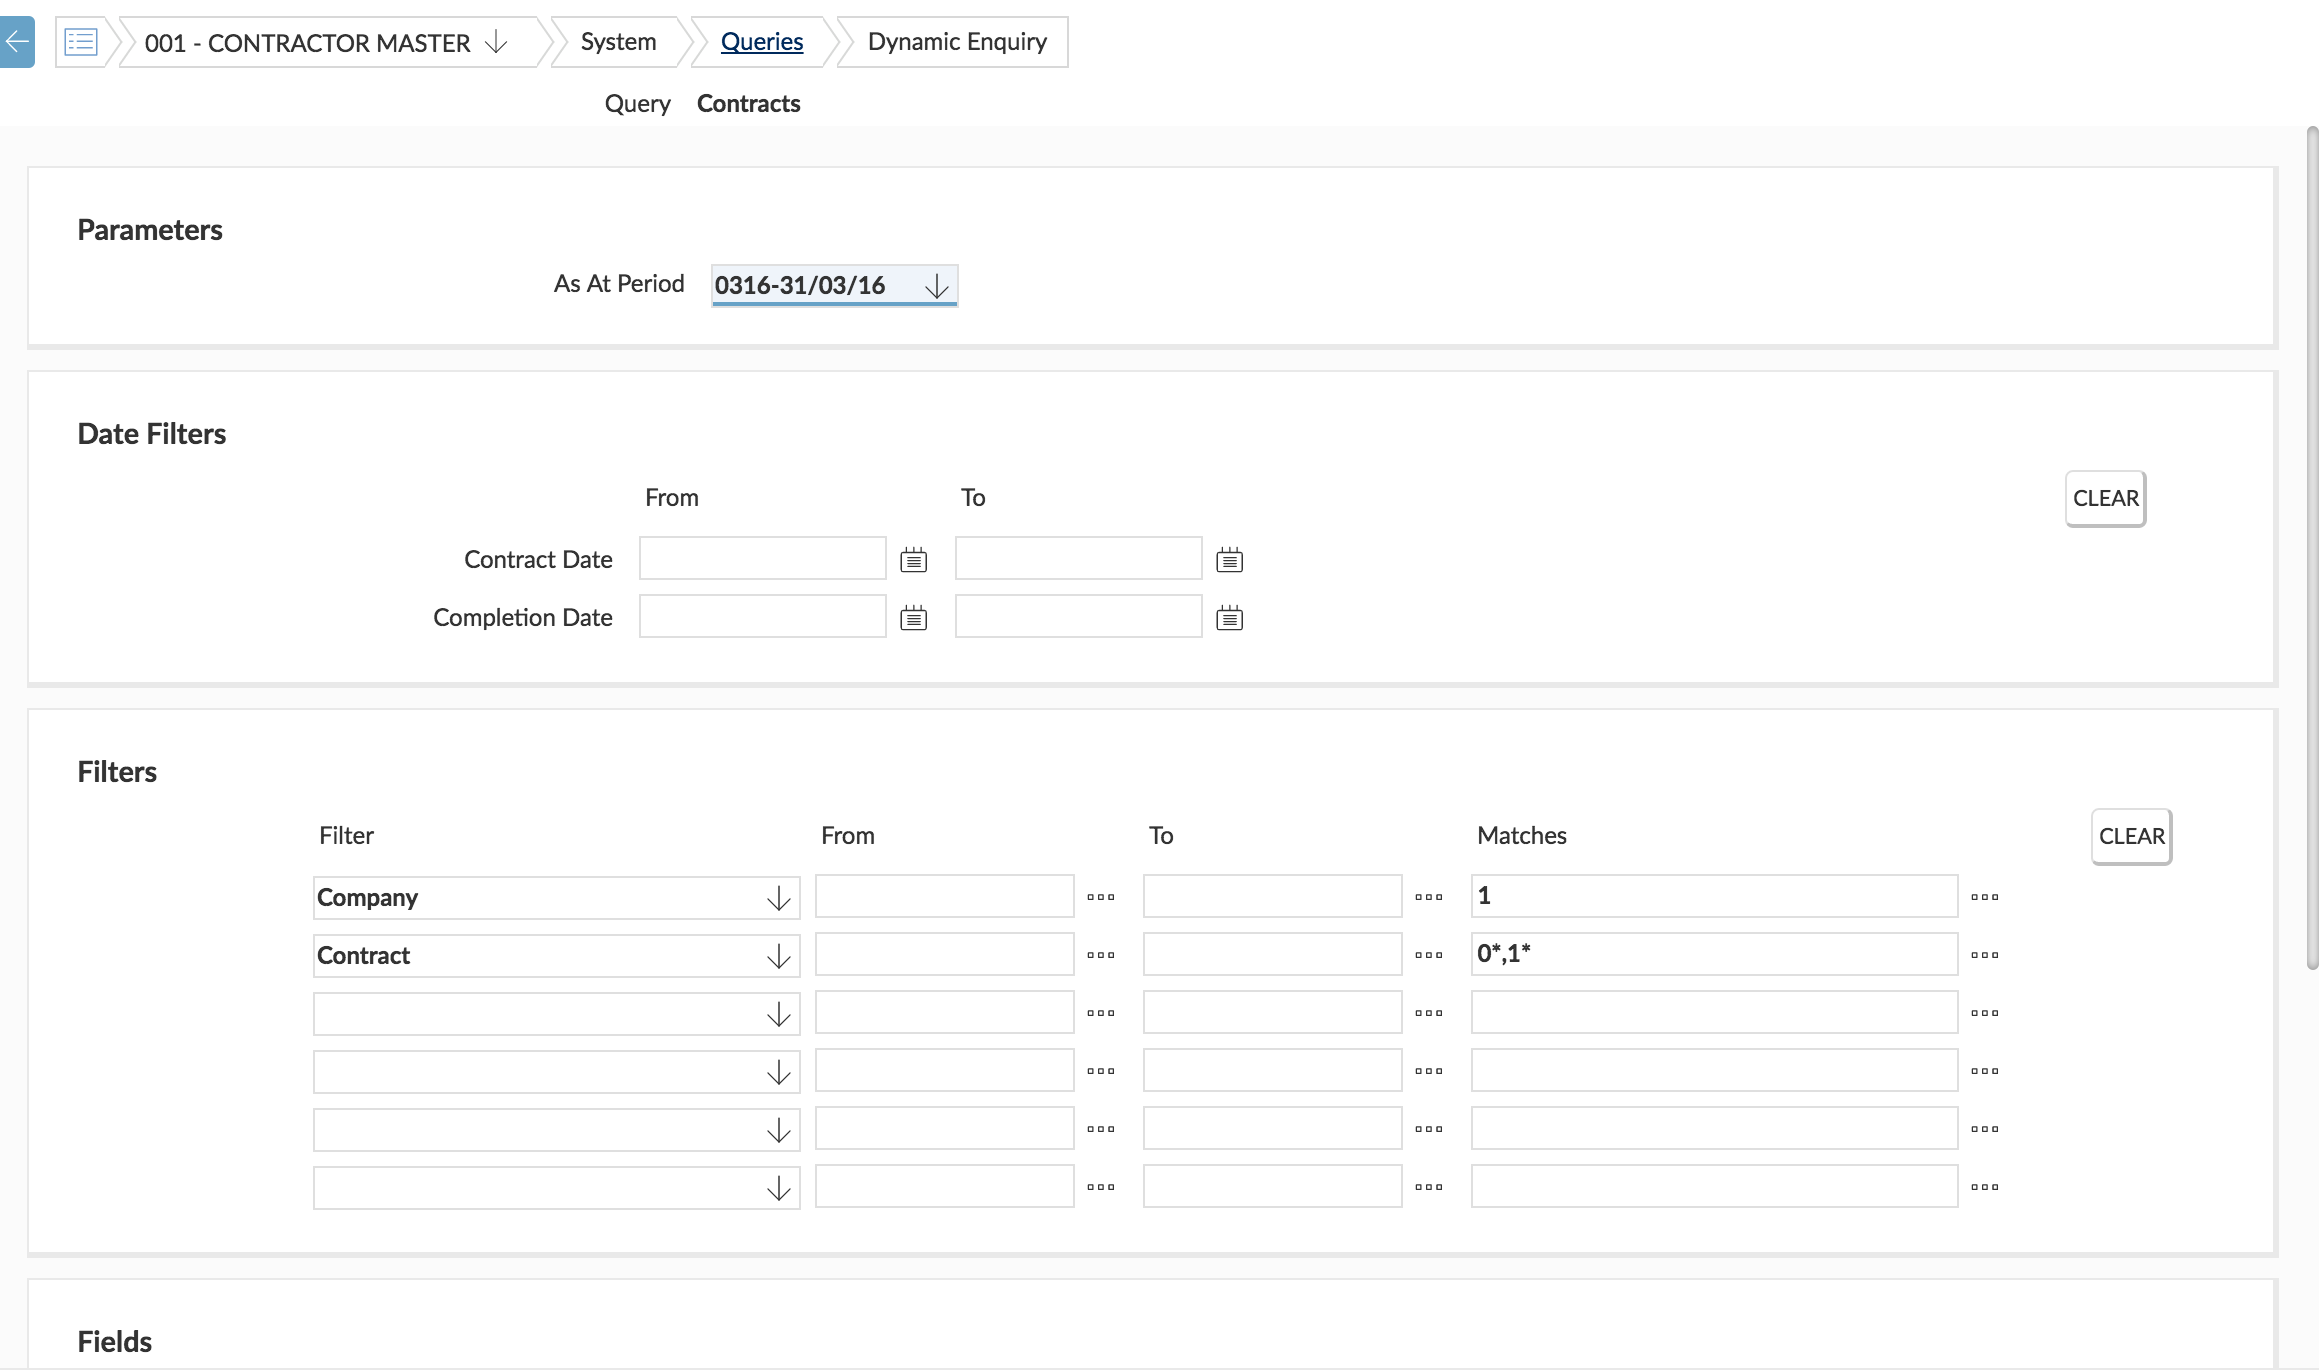 001 - CONTRACTOR MASTER System Queries Dynamic Enquiry
Query Contracts
Parameters
As At Period 0316-31/03/16
Date Filters
From To CLEAR
Contract Date
Completion Date
Filters
Filter From To Matches CLEAR
Company 1
Contract 0*,1*
Fields